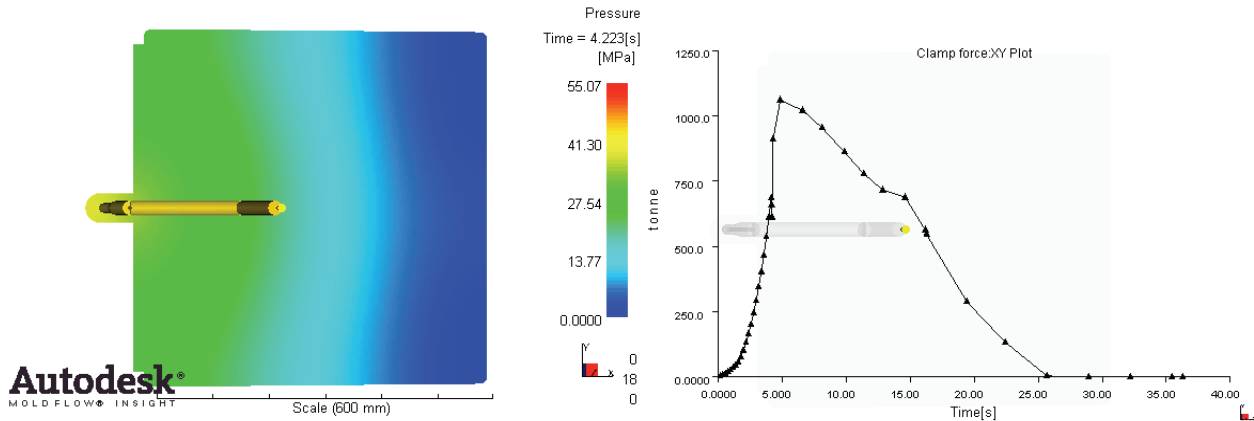 Pressure
Time = 4.223[s]
[MPa]
55.07
41.30
27.54
13.77
0.0000
Y
x
0
18
0
Autodesk®
MOLDFLOW® INSIGHT
Scale (600 mm)
Clamp force:XY Plot
1250.0
1000.0
750.0
500.0
250.0
0.0000
tonne
0.0000
5.000
10.00
15.00
20.00
25.00
30.00
35.00
40.00
Time[s]